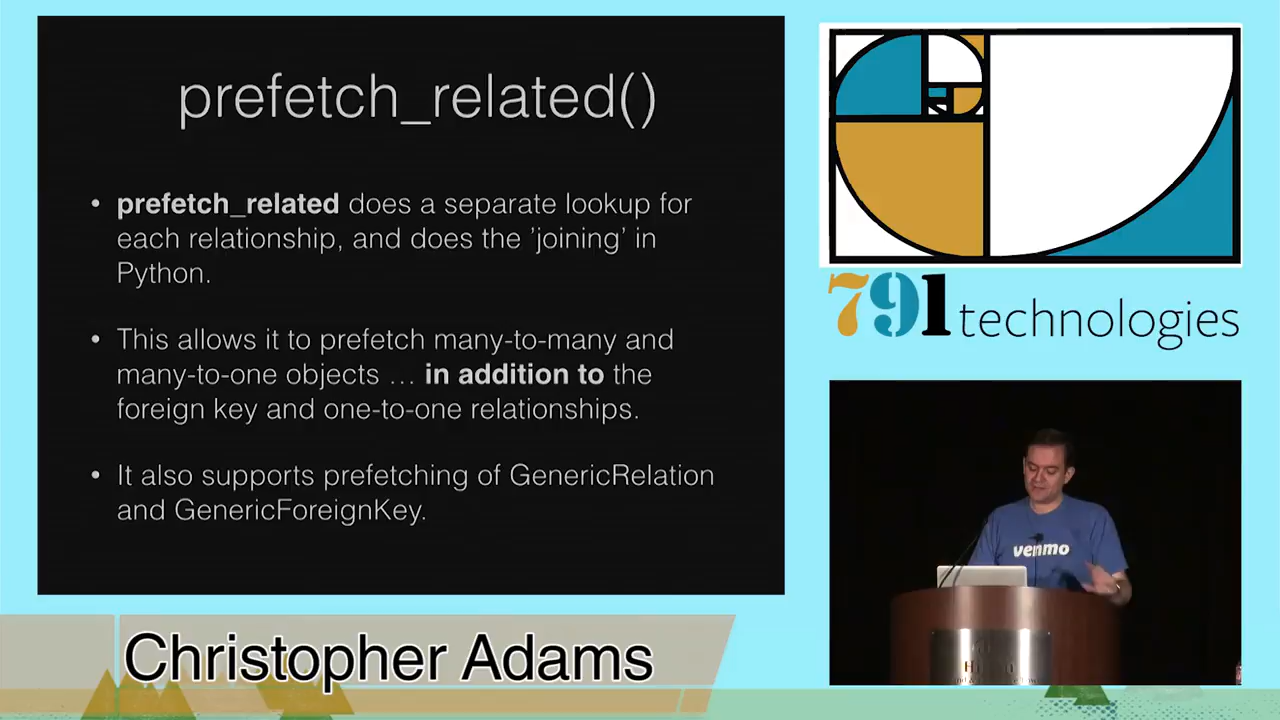 prefetch_related()
• prefetch_related does a separate lookup for
each relationship, and does the 'joining' in
Python.
• This allows it to prefetch many-to-many and
many-to-one objects … in addition to the
foreign key and one-to-one relationships.
• It also supports prefetching of GenericRelation
and GenericForeignKey.
791 technologies
venmo
Christopher Adams